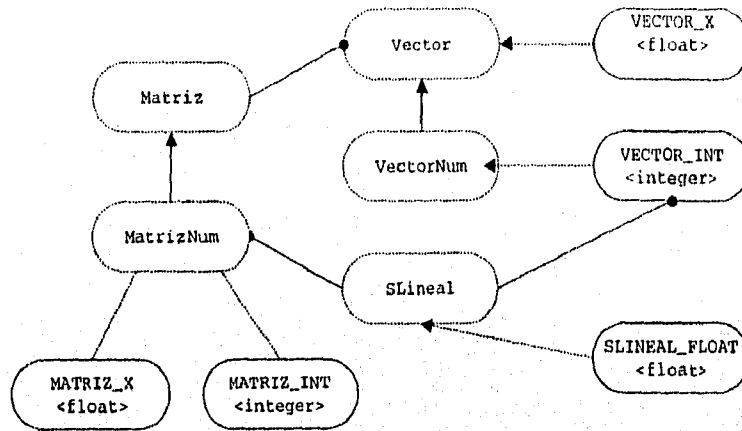 VECTOR_X
<float>
Vector
Matriz
VectorNum
VECTOR_INT
<integer>
MatrizNum
SLineal
SLINEAL_FLOAT
<float>
MATRIZ_X
<float>
MATRIZ_INT
<integer>